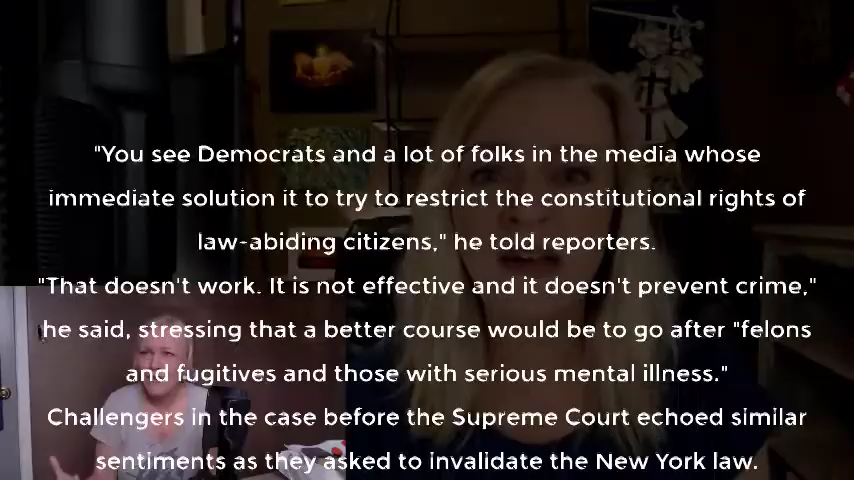 "You see Democrats and a lot of folks in the media whose
immediate solution it to try to restrict the constitutional rights of
law-abiding citizens," he told reporters.
"That doesn't work. It is not effective and it doesn't prevent crime,"
he said, stressing that a better course would be to go after "felons
and fugitives and those with serious mental illness."
Challengers in the case before the Supreme Court echoed similar
sentiments as they asked to invalidate the New York law.